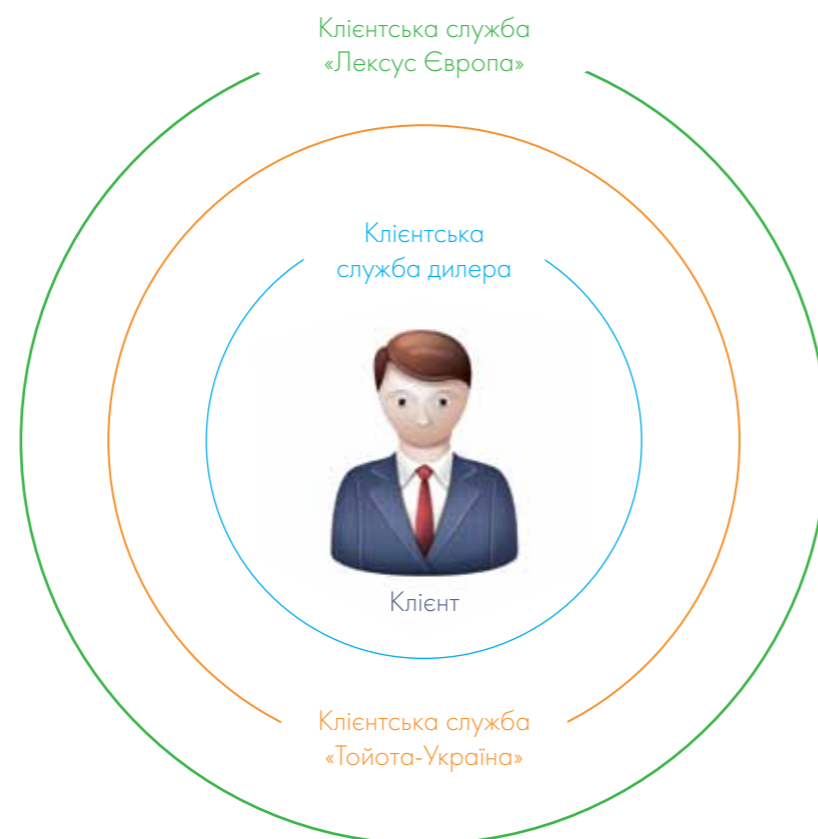 Клієнтська служба
«Лексус Європа»
Клієнтська
служба дилера
Клієнт
Клієнтська служба
«Тойота-Україна»